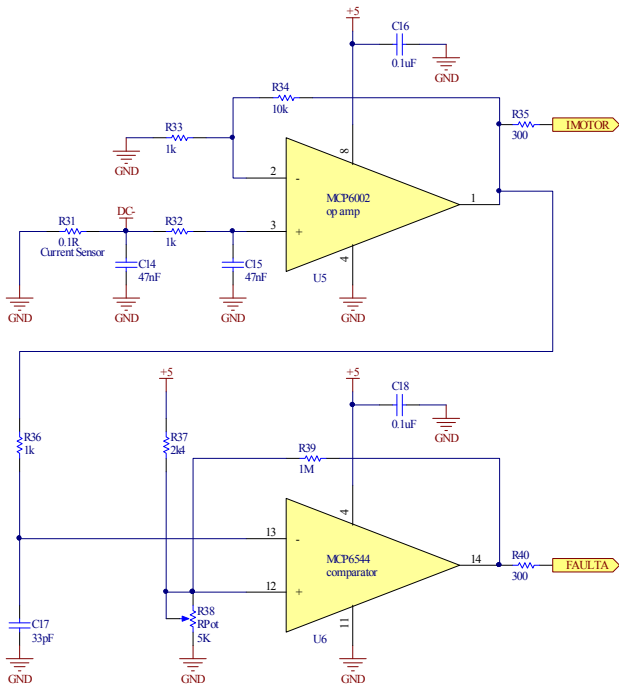 +5
C16
0.1uF
GND
R34
10k
R33
1k
GND
R35
300
IMOTOR
8
2
-
MCP6002
op amp
1
DC-
R31
0.1R
Current Sensor
R32
1k
3
+
C14
47nF
C15
47nF
4
U5
GND
GND
GND
GND
+5
+5
C18
0.1uF
GND
R36
1k
R37
2k4
R39
1M
4
13
-
MCP6544
comparator
14
R40
300
FAULTA
12
+
R38
RPot
5K
C17
33pF
11
U6
GND
GND
GND